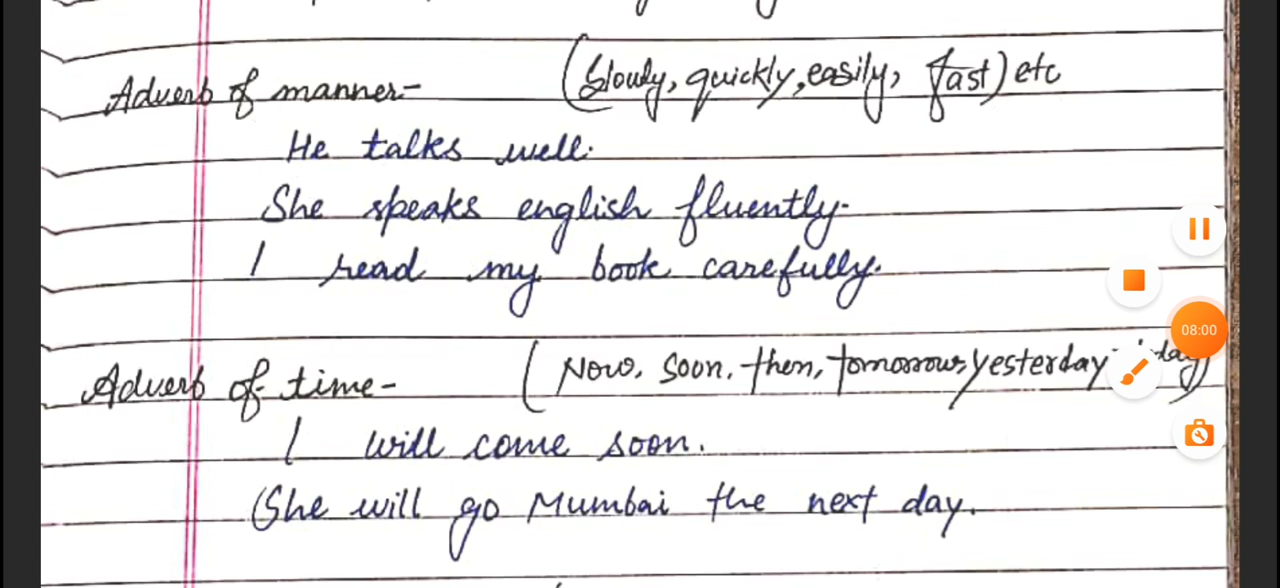 Adverb of manner- (Slowly, quickly, easily, fast) etc
He talks well.
She speaks english fluently.
I read my book carefully.
08:00
Adverb of time- (Now, soon, then, tomorrow, yesterday
I will come soon.
(She will go Mumbai the next day.